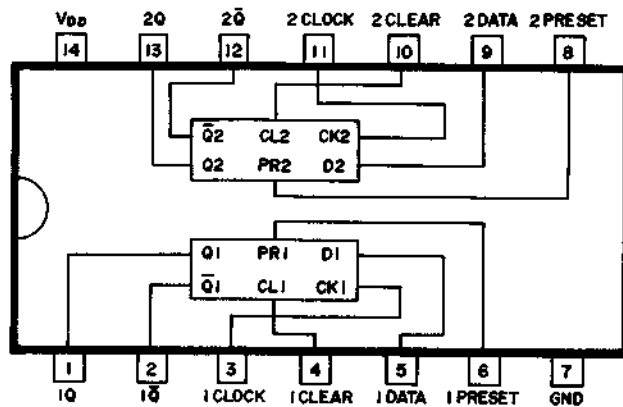 VDD 2Q 2Q̄ 2 CLOCK 2 CLEAR 2 DATA 2 PRESET
14 13 12 11 10 9 8
Q̄2 CL2 CK2
Q2 PR2 D2
Q1 PR1 D1
Q̄1 CL1 CK1
1 2 3 4 5 6 7
1Q 1Q̄ 1 CLOCK 1 CLEAR 1 DATA 1 PRESET GND